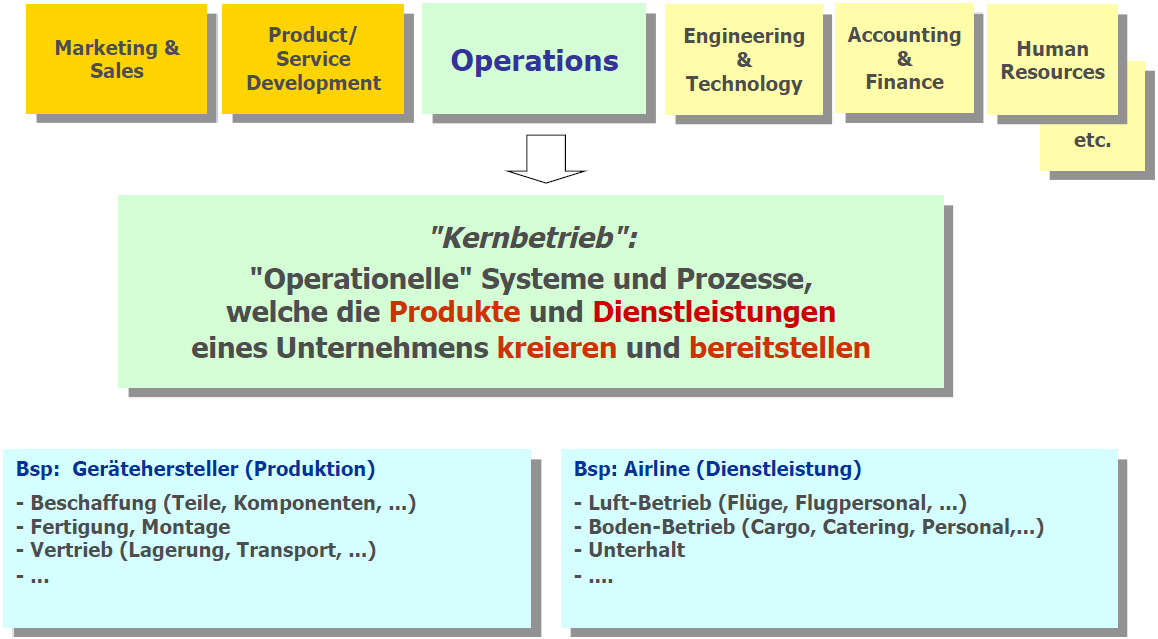 Marketing &
Sales
Product/
Service
Development
Operations
Engineering
&
Technology
Accounting
&
Finance
Human
Resources
etc.
"Kernbetrieb":
"Operationelle" Systeme und Prozesse,
welche die Produkte und Dienstleistungen
eines Unternehmens kreieren und bereitstellen
Bsp: Gerätehersteller (Produktion)
- Beschaffung (Teile, Komponenten, ...)
- Fertigung, Montage
- Vertrieb (Lagerung, Transport, ...)
- ...
Bsp: Airline (Dienstleistung)
- Luft-Betrieb (Flüge, Flugpersonal, ...)
- Boden-Betrieb (Cargo, Catering, Personal,...)
- Unterhalt
- ....